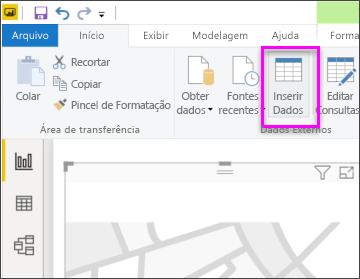 Arquivo Início Exibir Modelagem Ajuda Forma
Colar
Recortar
Copiar
Pincel de Formatação
Obter
dados
Fontes
recentes
Inserir
Dados
Editar
Consultas
Área de transferência
Dados Externos